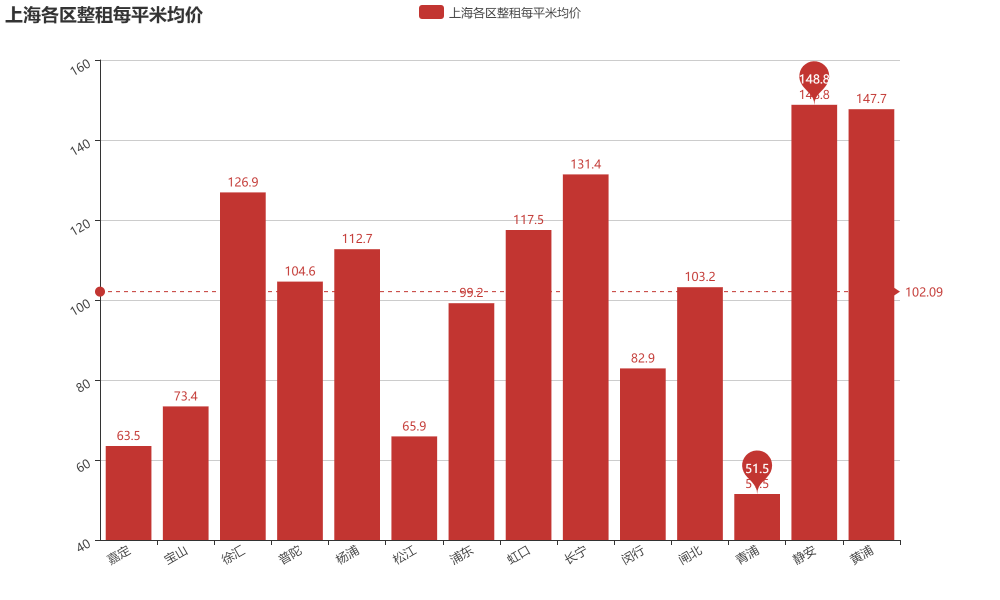 上海各区整租每平米均价
上海各区整租每平米均价
160
140
120
100
80
60
40
63.5
73.4
126.9
104.6
112.7
65.9
99.2
117.5
131.4
82.9
103.2
51.5
51.5
148.8
148.8
147.7
102.09
嘉定
宝山
徐汇
普陀
杨浦
松江
浦东
虹口
长宁
闵行
闸北
青浦
静安
黄浦